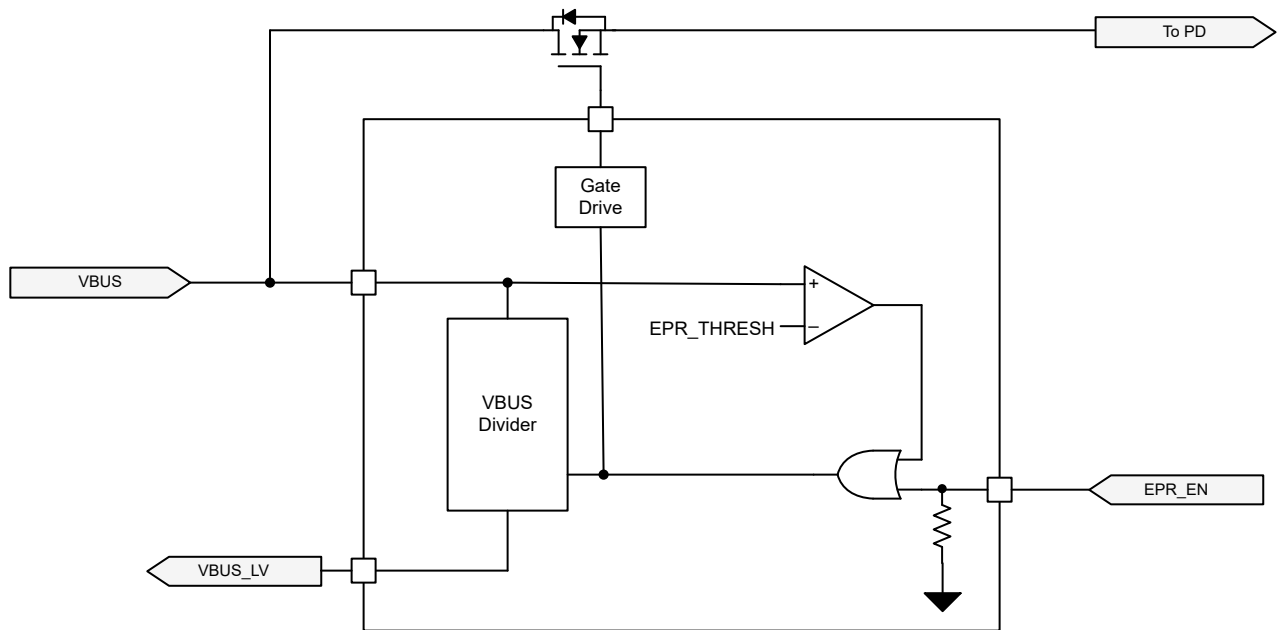 To PD
Gate
Drive
VBUS
+
EPR_THRESH
–
VBUS
Divider
EPR_EN
VBUS_LV